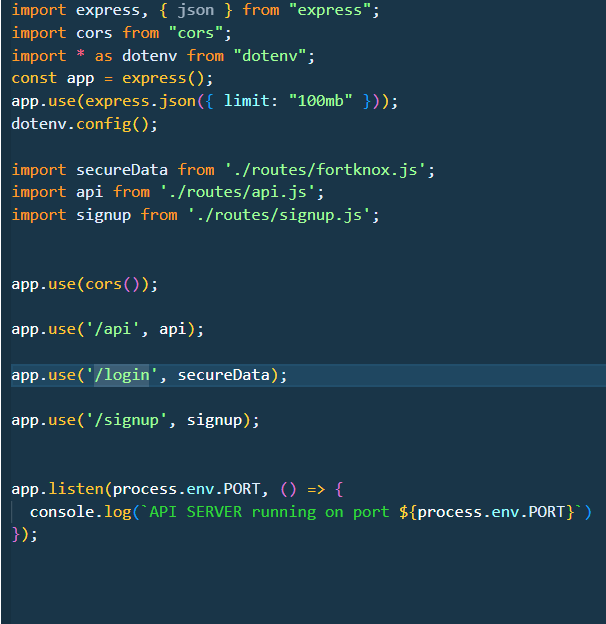 import express, { json } from "express";
import cors from "cors";
import * as dotenv from "dotenv";
const app = express();
app.use(express.json({ limit: "100mb" }));
dotenv.config();
import secureData from './routes/fortknox.js';
import api from './routes/api.js';
import signup from './routes/signup.js';
app.use(cors());
app.use('/api', api);
app.use('/login', secureData);
app.use('/signup', signup);
app.listen(process.env.PORT, () => {
  console.log(`API SERVER running on port ${process.env.PORT}`)
});